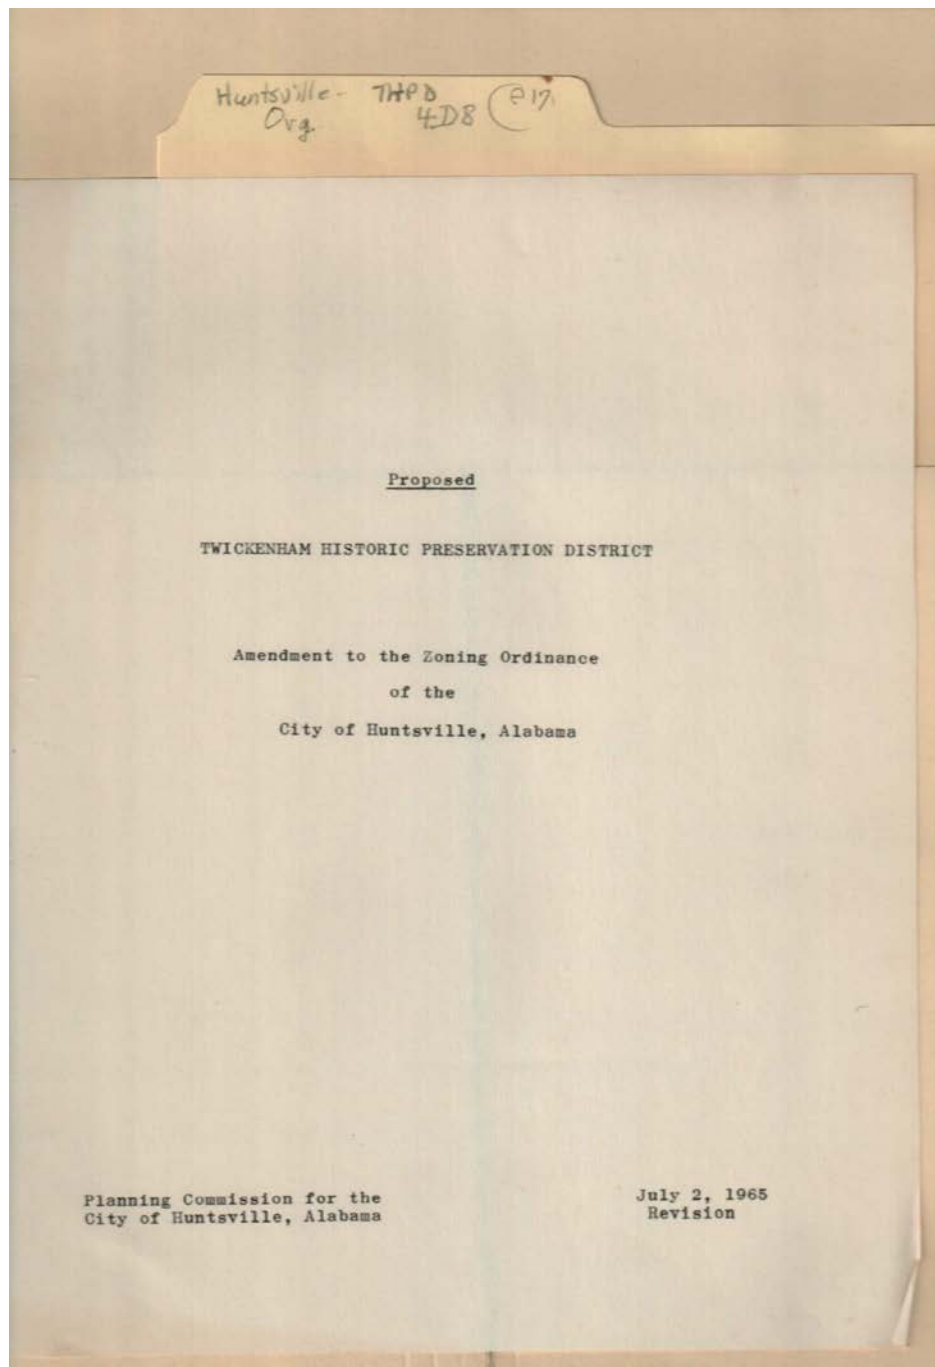 Huntsville - THPD
Org. 4D8
Proposed
TWICKENHAM HISTORIC PRESERVATION DISTRICT
Amendment to the Zoning Ordinance
of the
City of Huntsville, Alabama
Planning Commission for the
City of Huntsville, Alabama
July 2, 1965
Revision